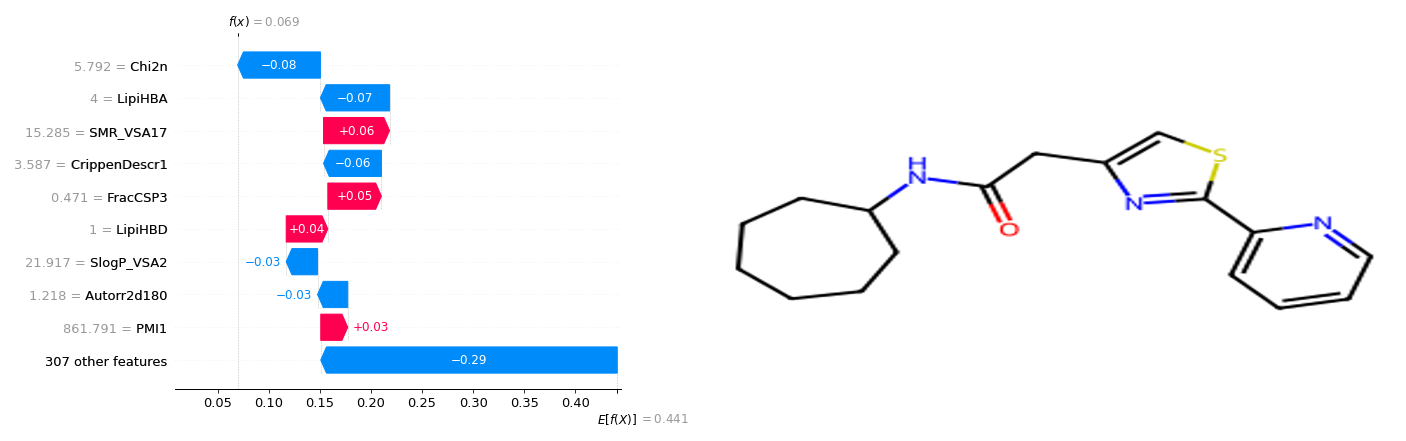 f(x) = 0.069
5.792 = Chi2n
−0.08
4 = LipiHBA
−0.07
15.285 = SMR_VSA17
+0.06
3.587 = CrippenDescr1
−0.06
0.471 = FracCSP3
+0.05
1 = LipiHBD
+0.04
21.917 = SlogP_VSA2
−0.03
1.218 = Autorr2d180
−0.03
861.791 = PMI1
+0.03
307 other features
−0.29
0.05 0.10 0.15 0.20 0.25 0.30 0.35 0.40
E[f(X)] = 0.441
H
N
O
N
S
N